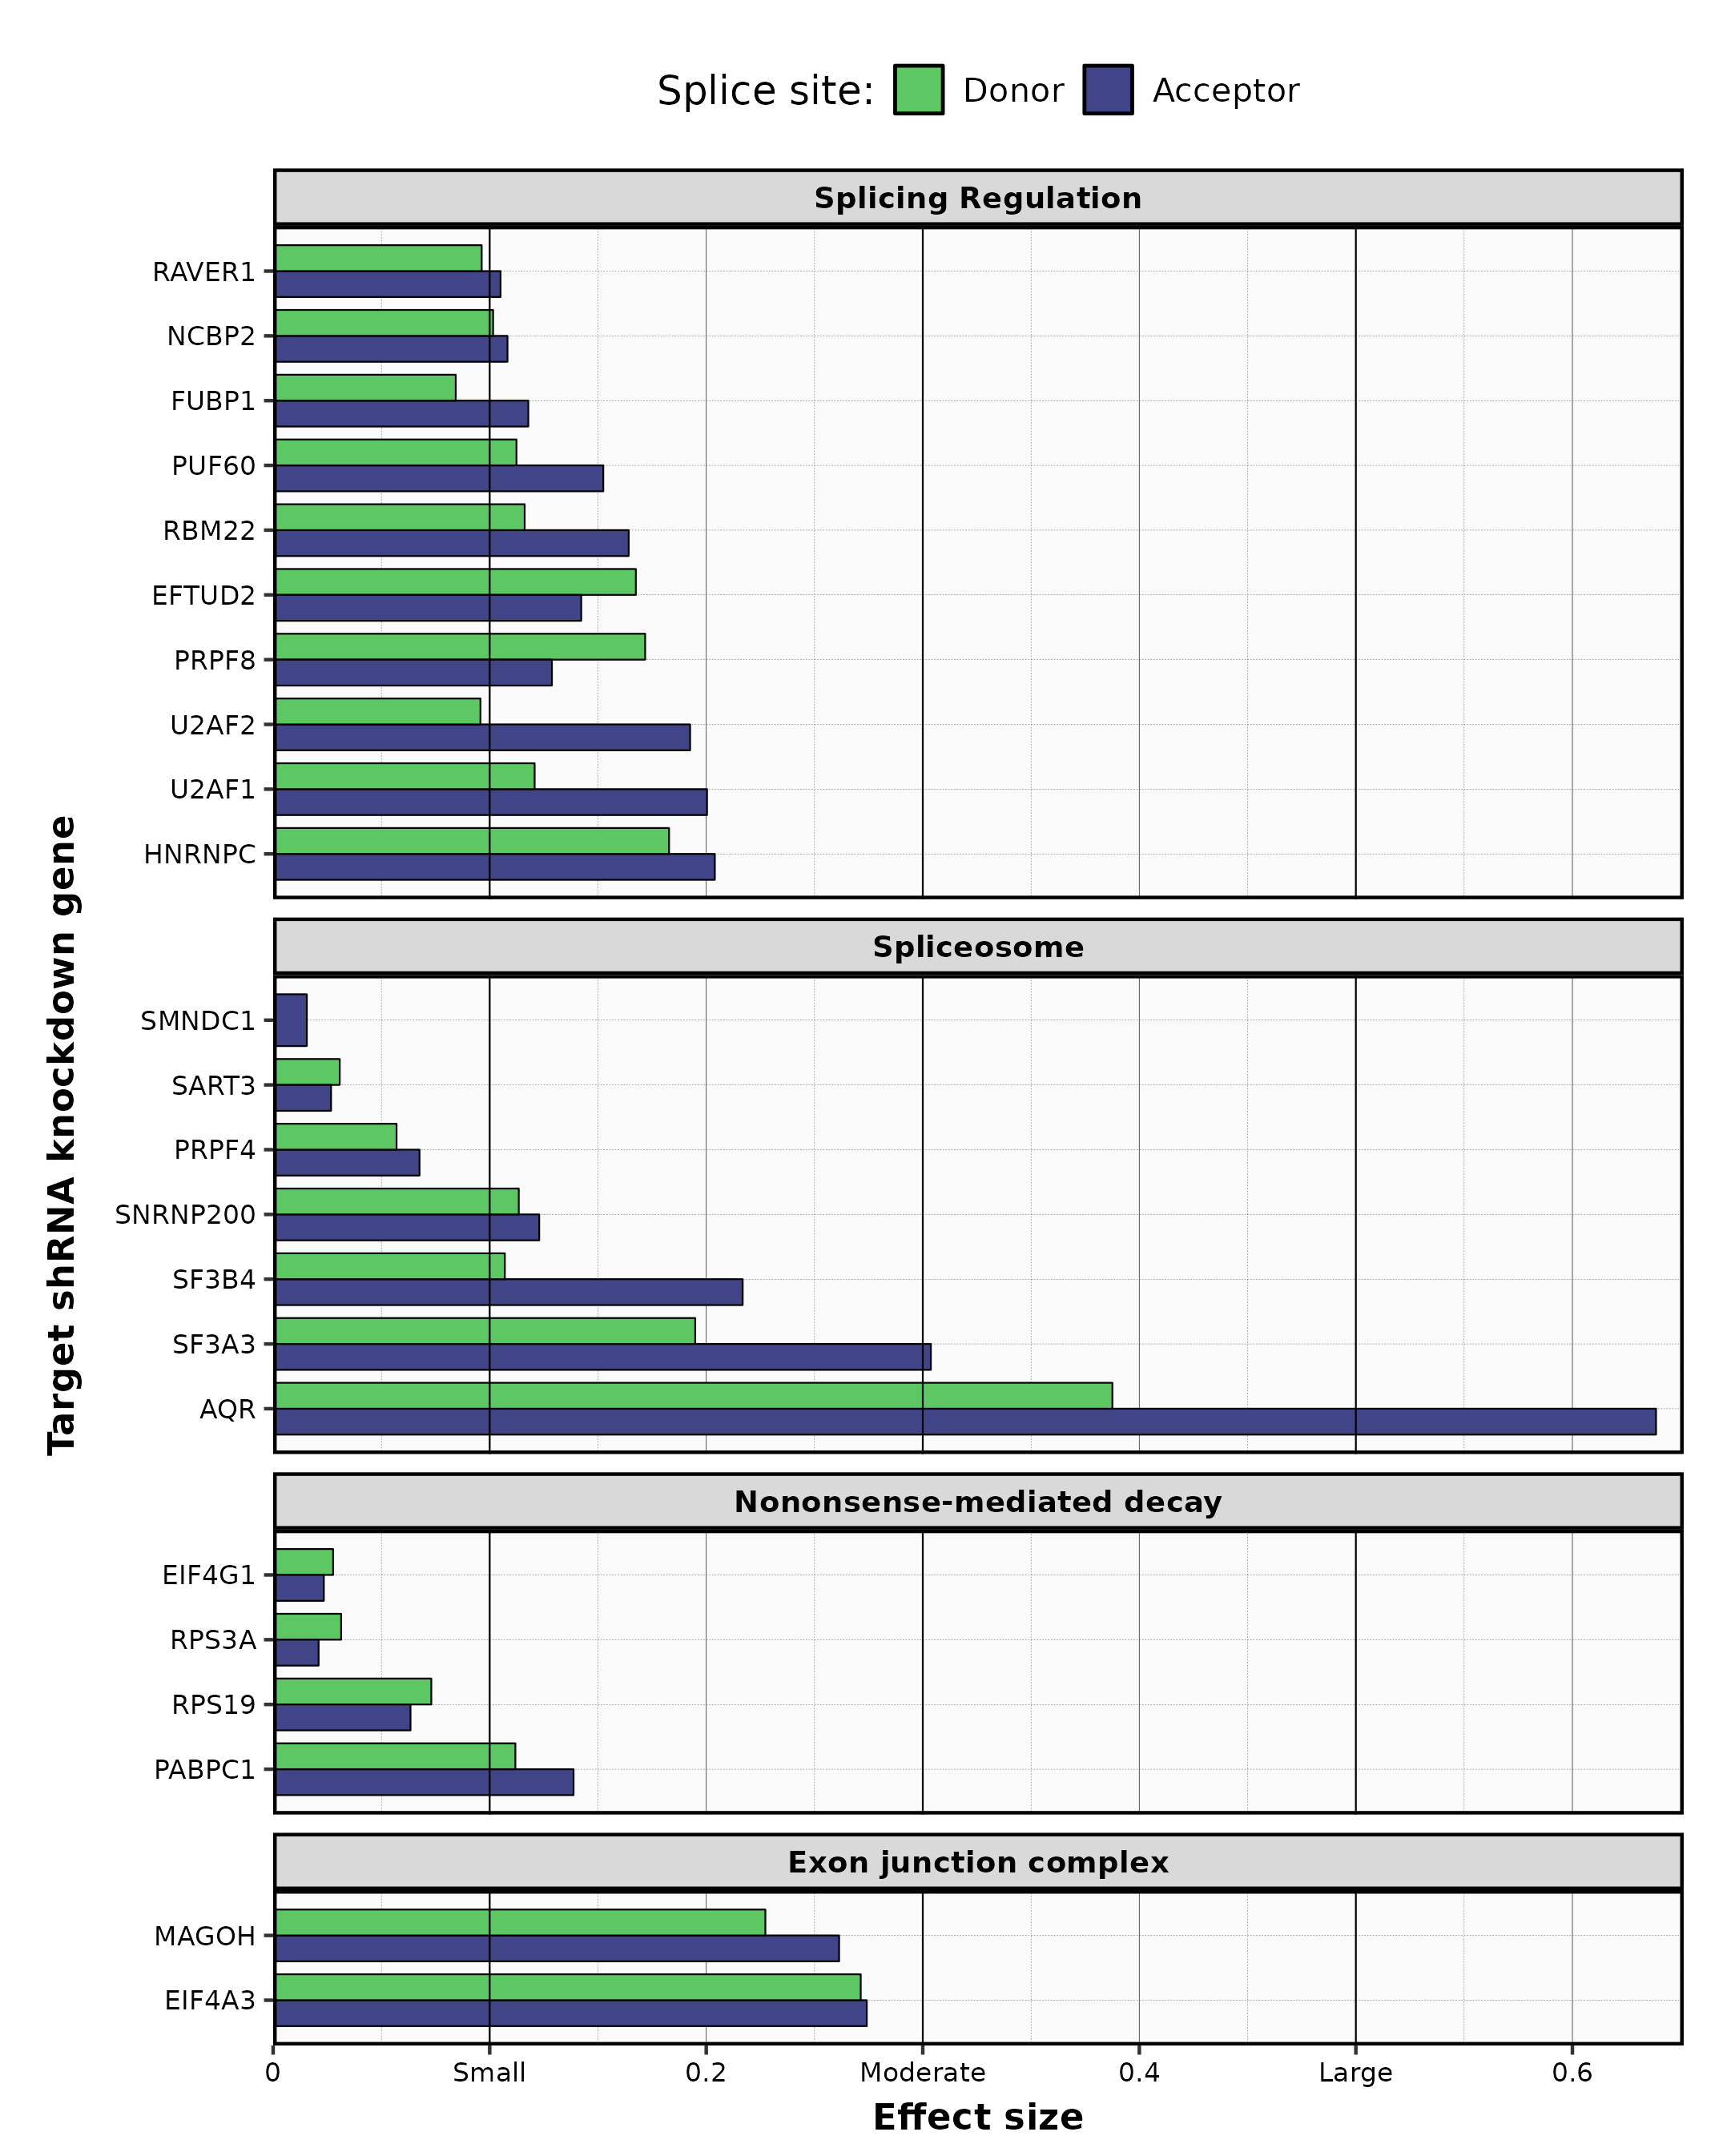 Splice site: Donor Acceptor
Splicing Regulation
RAVER1
NCBP2
FUBP1
PUF60
RBM22
EFTUD2
PRPF8
U2AF2
U2AF1
HNRNPC
Spliceosome
SMNDC1
SART3
PRPF4
SNRNP200
SF3B4
SF3A3
AQR
Nononsense-mediated decay
EIF4G1
RPS3A
RPS19
PABPC1
Exon junction complex
MAGOH
EIF4A3
0 Small 0.2 Moderate 0.4 Large 0.6
Effect size
Target shRNA knockdown gene